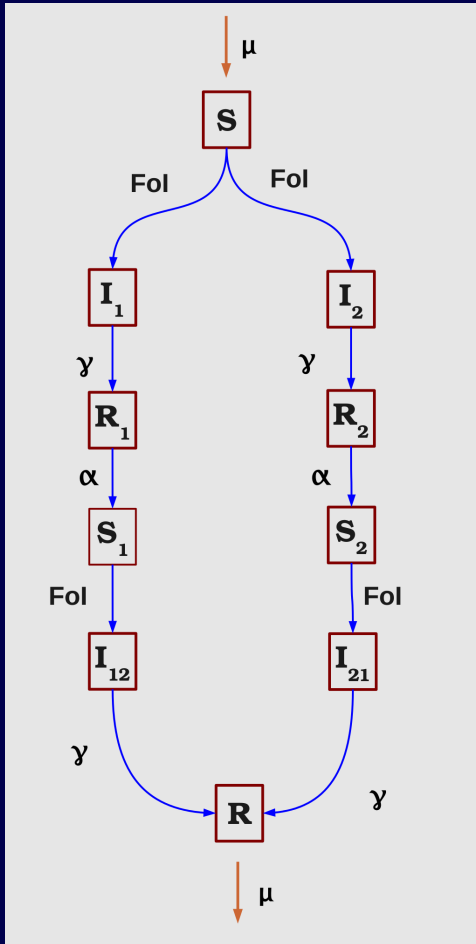 μ
S
FoI FoI
I₁ I₂
γ γ
R₁ R₂
α α
S₁ S₂
FoI FoI
I₁₂ I₂₁
γ γ
R
μ